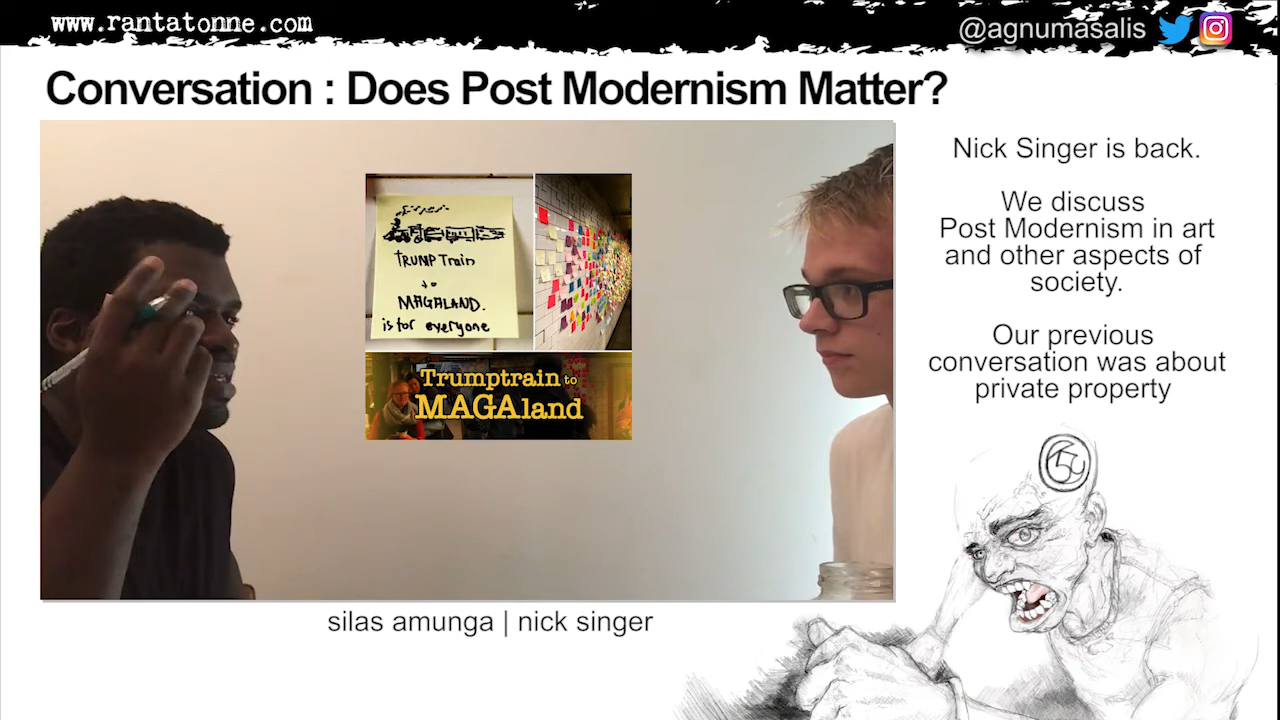 www.rantatonne.com
@agnumasalis
Conversation : Does Post Modernism Matter?
Nick Singer is back.
We discuss
Post Modernism in art
and other aspects of
society.
Our previous
conversation was about
private property
TRUMP Train
to
MAGALAND.
is for everyone
Trumptrain to
MAGAland
silas amunga | nick singer